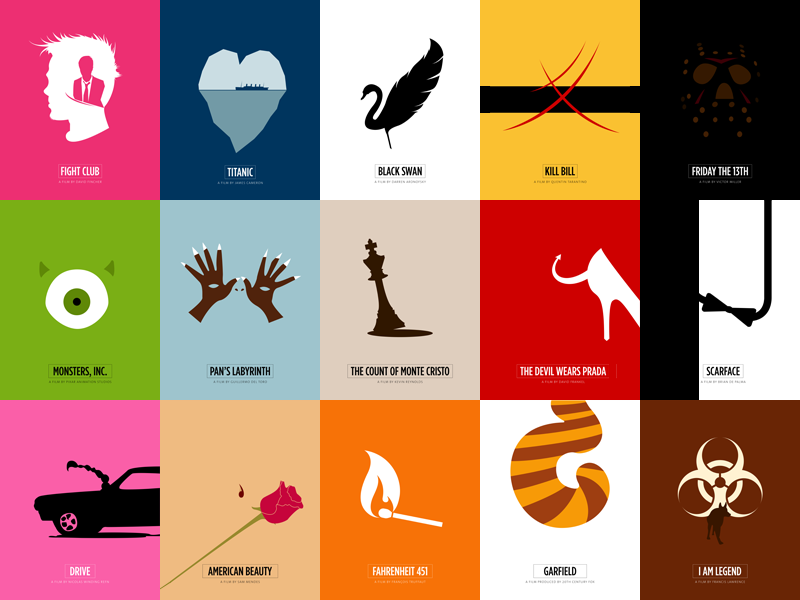 FIGHT CLUB
A FILM BY DAVID FINCHER
TITANIC
A FILM BY JAMES CAMERON
BLACK SWAN
A FILM BY DARREN ARONOFSKY
KILL BILL
A FILM BY QUENTIN TARANTINO
FRIDAY THE 13TH
A FILM BY VICTOR MILLER
MONSTERS, INC.
A FILM BY PIXAR ANIMATION STUDIOS
PAN'S LABYRINTH
A FILM BY GUILLERMO DEL TORO
THE COUNT OF MONTE CRISTO
A FILM BY KEVIN REYNOLDS
THE DEVIL WEARS PRADA
A FILM BY DAVID FRANKEL
SCARFACE
A FILM BY BRIAN DE PALMA
DRIVE
A FILM BY NICOLAS WINDING REFN
AMERICAN BEAUTY
A FILM BY SAM MENDES
FAHRENHEIT 451
A FILM BY FRANÇOIS TRUFFAUT
GARFIELD
A FILM PRODUCED BY 20TH CENTURY FOX
I AM LEGEND
A FILM BY FRANCIS LAWRENCE